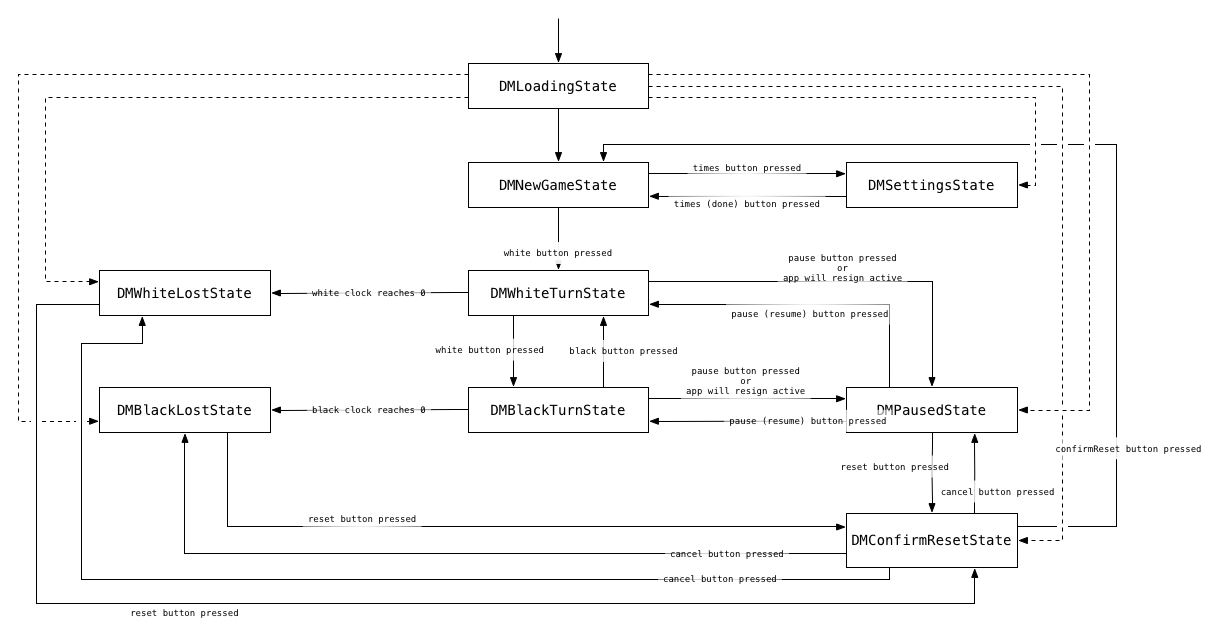 DMLoadingState
times button pressed
DMNewGameState
DMSettingsState
times (done) button pressed
white button pressed
pause button pressed
or
app will resign active
DMWhiteLostState
white clock reaches 0
DMWhiteTurnState
pause (resume) button pressed
white button pressed
black button pressed
pause button pressed
or
app will resign active
DMBlackLostState
black clock reaches 0
DMBlackTurnState
DMPausedState
pause (resume) button pressed
confirmReset button pressed
reset button pressed
cancel button pressed
reset button pressed
DMConfirmResetState
cancel button pressed
cancel button pressed
reset button pressed